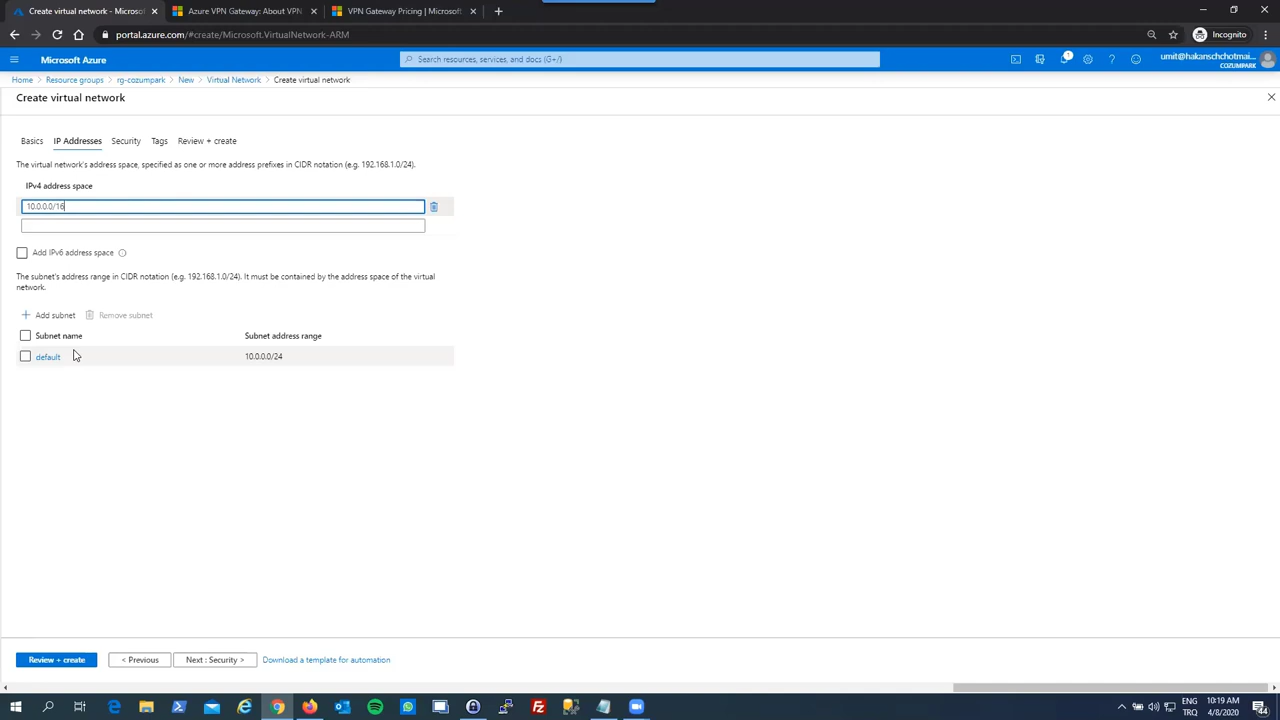 Create virtual network - Microsof
Azure VPN Gateway: About VPN
VPN Gateway Pricing | Microsoft
portal.azure.com/#create/Microsoft.VirtualNetwork-ARM
Incognito
Microsoft Azure
Search resources, services, and docs (G+/)
1
umit@hakanschchotmai...
COZUMPARK
Home > Resource groups > rg-cozumpark > New > Virtual Network > Create virtual network
Create virtual network
Basics IP Addresses Security Tags Review + create
The virtual network's address space, specified as one or more address prefixes in CIDR notation (e.g. 192.168.1.0/24).
IPv4 address space
10.0.0.0/16
Add IPv6 address space
The subnet's address range in CIDR notation (e.g. 192.168.1.0/24). It must be contained by the address space of the virtual
network.
+ Add subnet Remove subnet
Subnet name Subnet address range
default 10.0.0.0/24
Review + create < Previous Next : Security > Download a template for automation
ENG 10:19 AM
TRQ 4/8/2020